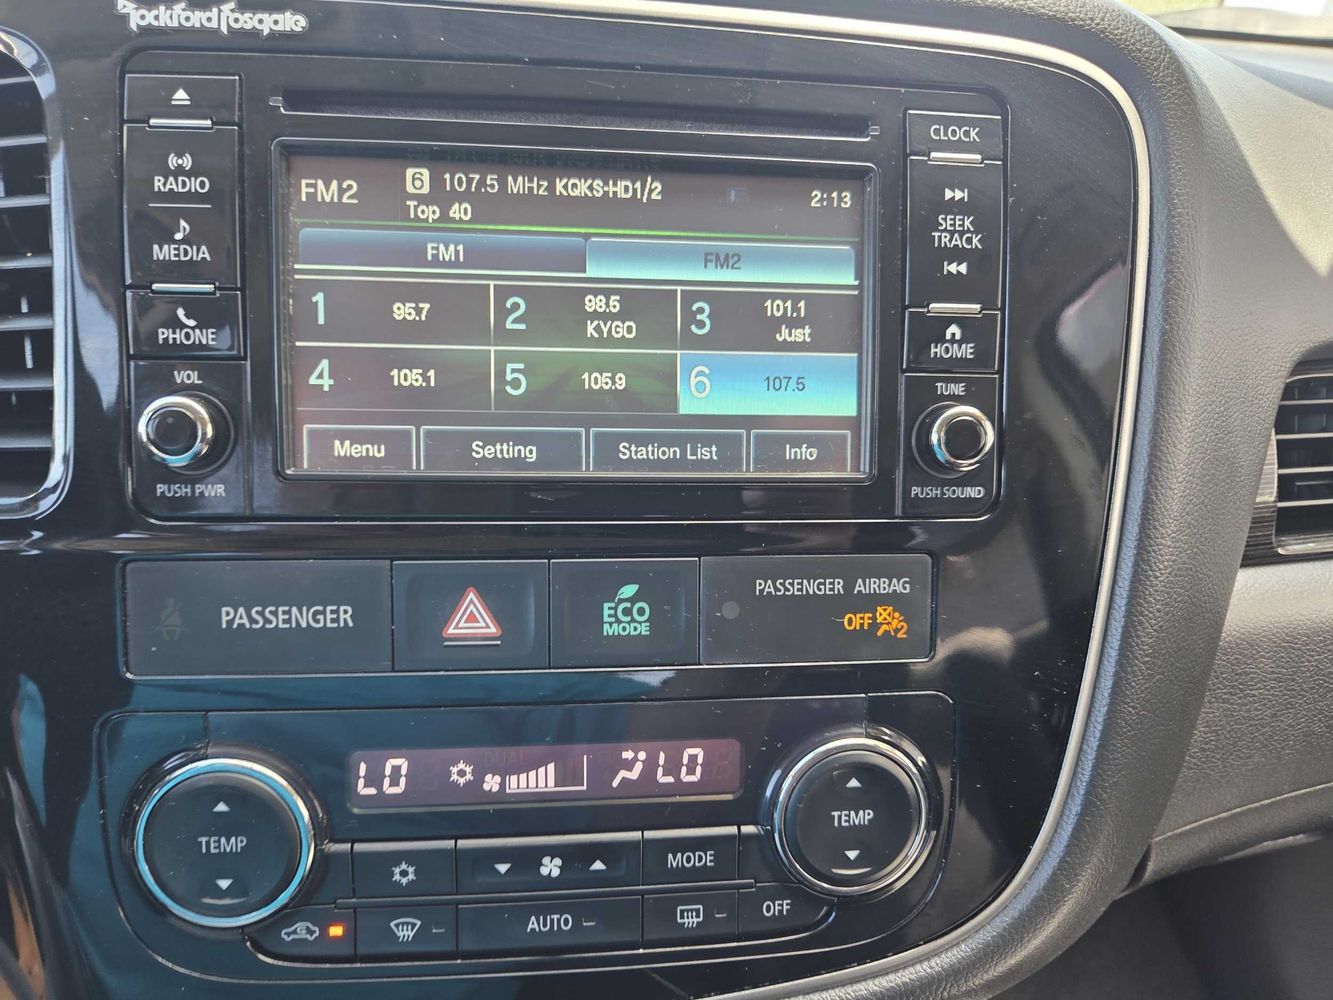 Rockford Fosgate
CLOCK
RADIO
MEDIA
PHONE
VOL
PUSH PWR
FM2
6 107.5 MHz KQKS-HD1/2
2:13
Top 40
FM1
FM2
1 95.7
2 98.5
KYGO
3 101.1
Just
4 105.1
5 105.9
6 107.5
Menu
Setting
Station List
Info
SEEK
TRACK
HOME
TUNE
PUSH SOUND
PASSENGER
ECO
MODE
PASSENGER AIRBAG
OFF 2
DUAL
LO
LO
TEMP
MODE
TEMP
AUTO
OFF